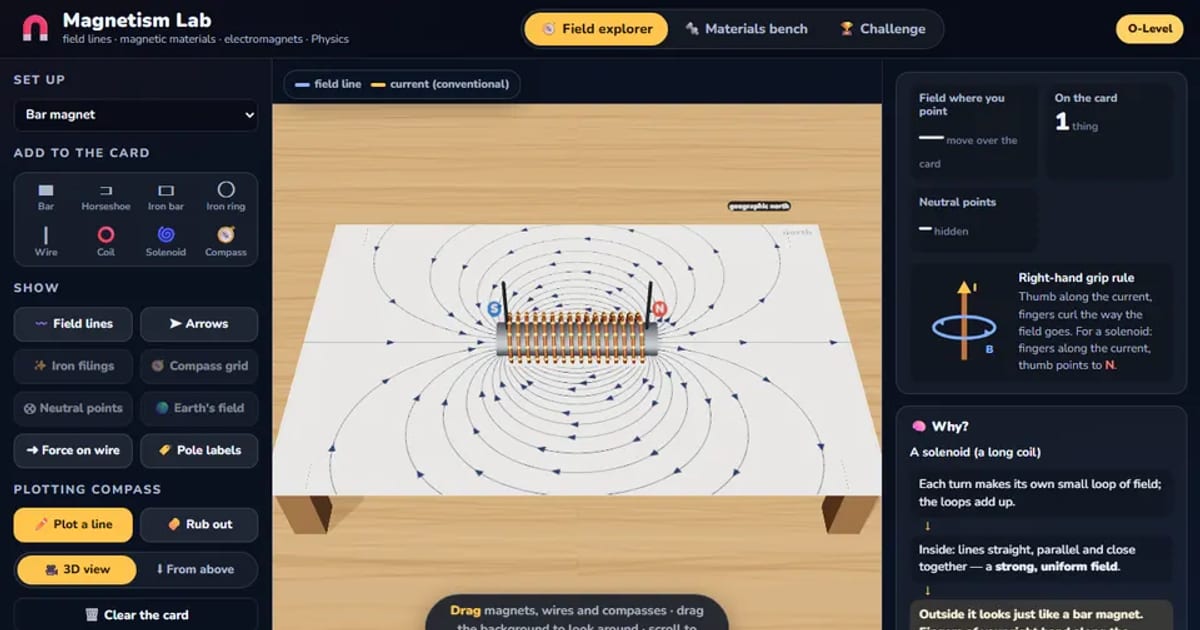 Magnetism Lab
field lines · magnetic materials · electromagnets · Physics
Field explorer
Materials bench
Challenge
O-Level
SET UP
Bar magnet
ADD TO THE CARD
Bar
Horseshoe
Iron bar
Iron ring
Wire
Coil
Solenoid
Compass
SHOW
Field lines
Arrows
Iron filings
Compass grid
Neutral points
Earth's field
Force on wire
Pole labels
PLOTTING COMPASS
Plot a line
Rub out
3D view
From above
Clear the card
field line
current (conventional)
geographic north
north
S
N
Drag magnets, wires and compasses · drag
the background to look around · scroll to
Field where you
point
— move over the
card
On the card
1 thing
Neutral points
– hidden
I
B
Right-hand grip rule
Thumb along the current,
fingers curl the way the
field goes. For a solenoid:
fingers along the current,
thumb points to N.
Why?
A solenoid (a long coil)
Each turn makes its own small loop of field;
the loops add up.
↓
Inside: lines straight, parallel and close
together — a strong, uniform field.
↓
Outside it looks just like a bar magnet.